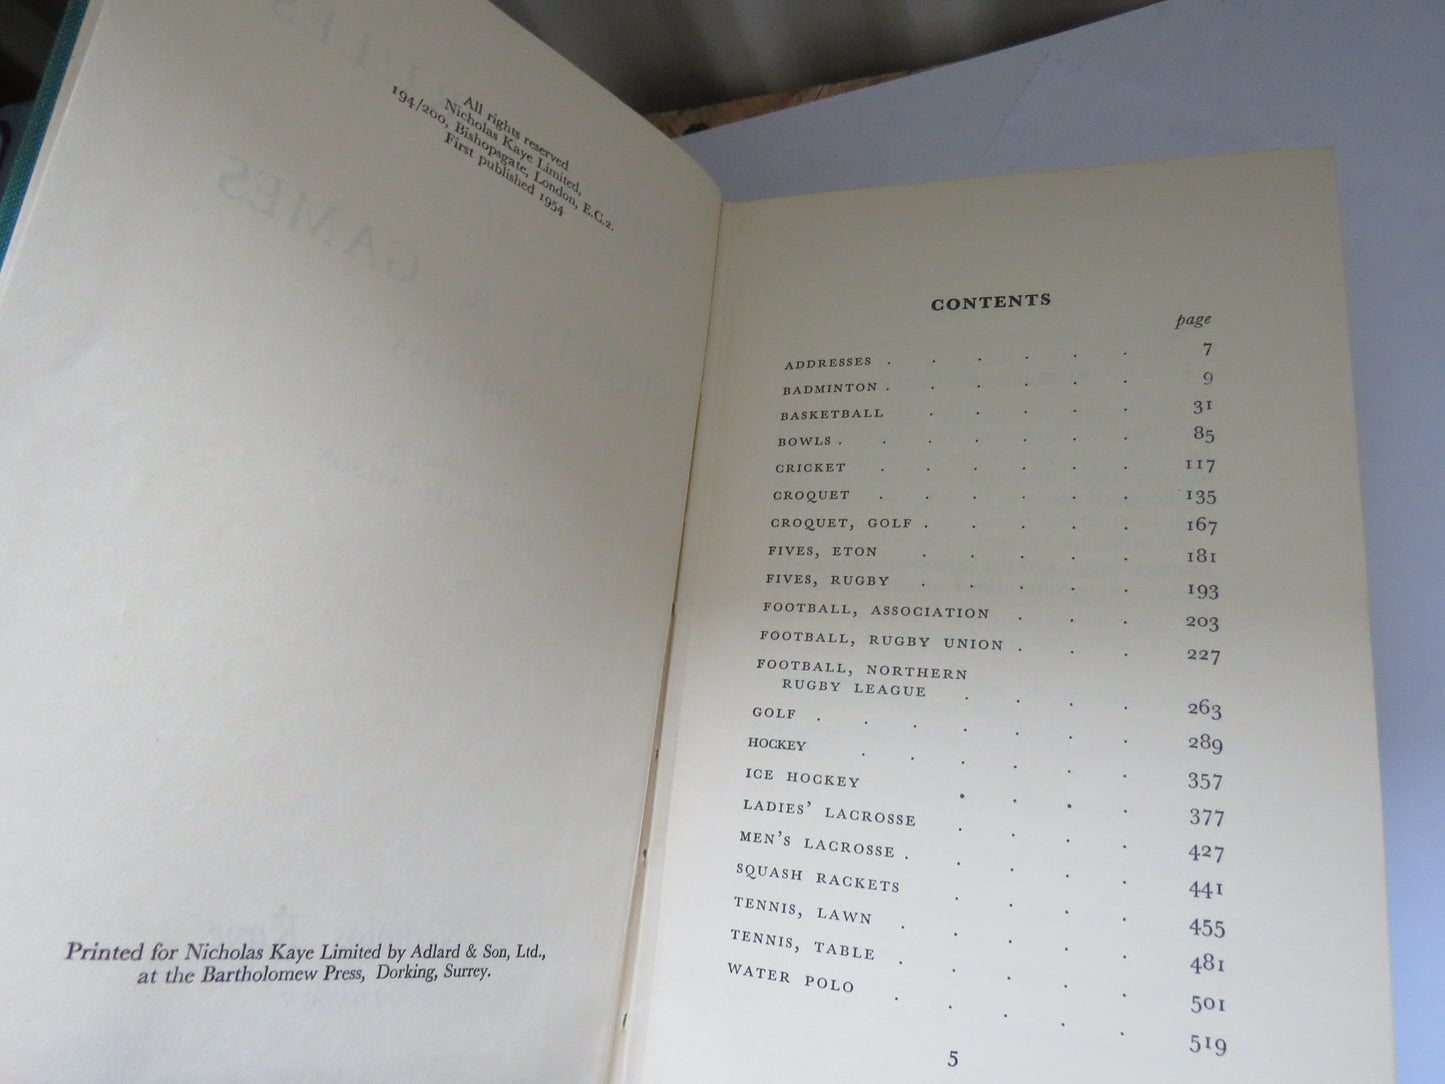 All rights reserved
Nicholas Kaye Limited,
194/200, Bishopsgate, London, E.C.2.
First published 1954
Printed for Nicholas Kaye Limited by Adlard & Son, Ltd.,
at the Bartholomew Press, Dorking, Surrey.
CONTENTS
page
ADDRESSES . . . . . . 7
BADMINTON . . . . . . 9
BASKETBALL . . . . . 31
BOWLS . . . . . . . 85
CRICKET . . . . . . 117
CROQUET . . . . . . 135
CROQUET, GOLF . . . . . 167
FIVES, ETON . . . . . 181
FIVES, RUGBY . . . . . 193
FOOTBALL, ASSOCIATION . . . 203
FOOTBALL, RUGBY UNION . . . 227
FOOTBALL, NORTHERN
RUGBY LEAGUE . . . . 263
GOLF . . . . . . . 289
HOCKEY . . . . . . 357
ICE HOCKEY . . . . 377
LADIES' LACROSSE . . . . 427
MEN'S LACROSSE . . . . . 441
SQUASH RACKETS . . . . 455
TENNIS, LAWN . . . . . 481
TENNIS, TABLE . . . . . 501
WATER POLO . . . . . 519
5